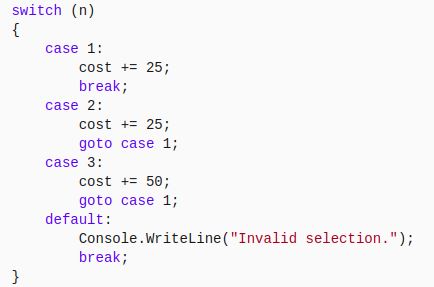 switch (n)
{
    case 1:
        cost += 25;
        break;
    case 2:
        cost += 25;
        goto case 1;
    case 3:
        cost += 50;
        goto case 1;
    default:
        Console.WriteLine("Invalid selection.");
        break;
}